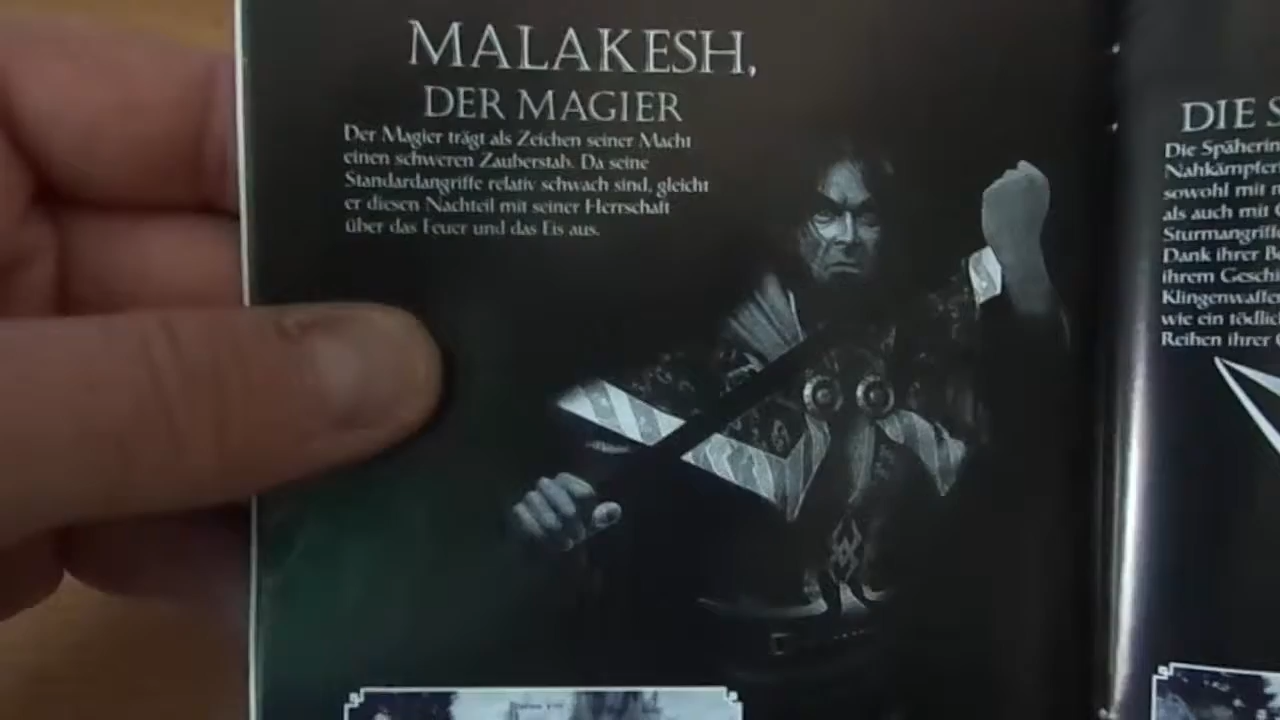 MALAKESH,
DER MAGIER
Der Magier trägt als Zeichen seiner Macht
einen schweren Zauberstab. Da seine
Standardangriffe relativ schwach sind, gleicht
er diesen Nachteil mit seiner Herrschaft
über das Feuer und das Eis aus.
DIE S
Die Späherin
Nahkämpfer
sowohl mit
als auch mit
Sturmangriff
Dank ihrer
ihrem Geschi
Klingenwaffe
wie ein tödlic
Reihen ihrer